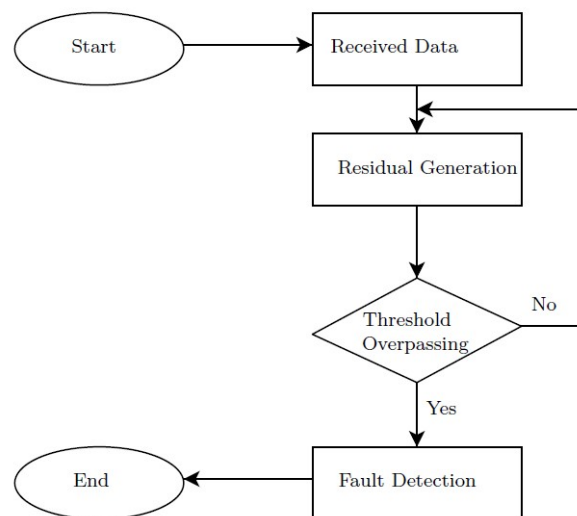 Start
Received Data
Residual Generation
Threshold
Overpassing
No
Yes
End
Fault Detection